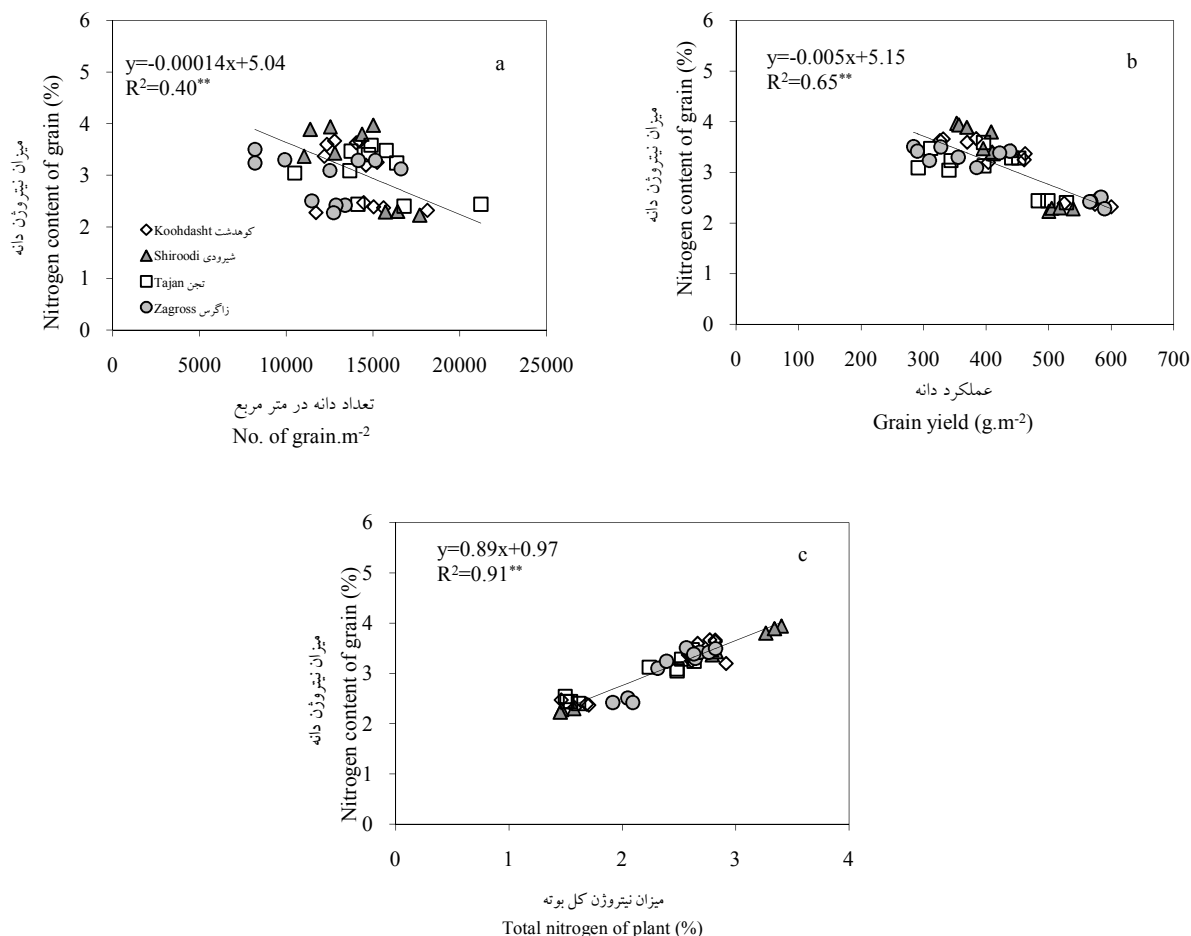 6
5
4
3
2
1
0
میزان نیتروژن دانه
Nitrogen content of grain (%)
y=-0.00014x+5.04
R²=0.40**
a
Koohdasht کوهدشت
Shiroodi شیرودی
Tajan تجن
Zagross زاگرس
0 5000 10000 15000 20000 25000
تعداد دانه در متر مربع
No. of grain.m⁻²
6
5
4
3
2
1
0
میزان نیتروژن دانه
Nitrogen content of grain (%)
y=-0.005x+5.15
R²=0.65**
b
0 100 200 300 400 500 600 700
عملکرد دانه
Grain yield (g.m⁻²)
6
5
4
3
2
1
0
میزان نیتروژن دانه
Nitrogen content of grain (%)
y=0.89x+0.97
R²=0.91**
c
0 1 2 3 4
میزان نیتروژن کل بوته
Total nitrogen of plant (%)